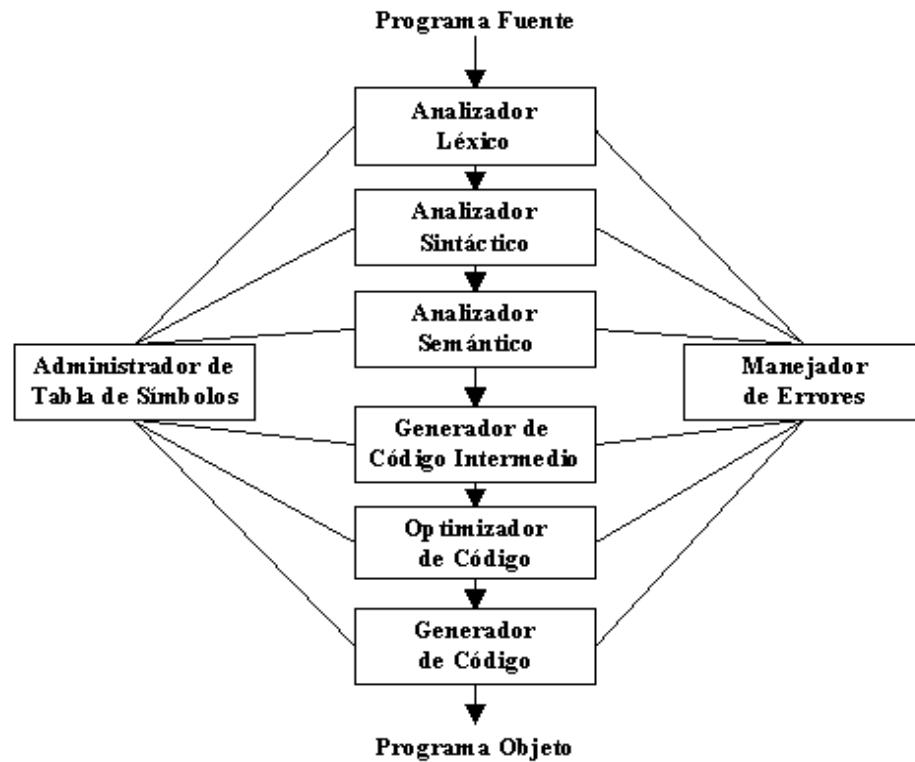 Programa Fuente
Analizador
Léxico
Analizador
Sintáctico
Analizador
Semántico
Administrador de
Tabla de Símbolos
Manejador
de Errores
Generador de
Código Intermedio
Optimizador
de Código
Generador
de Código
Programa Objeto